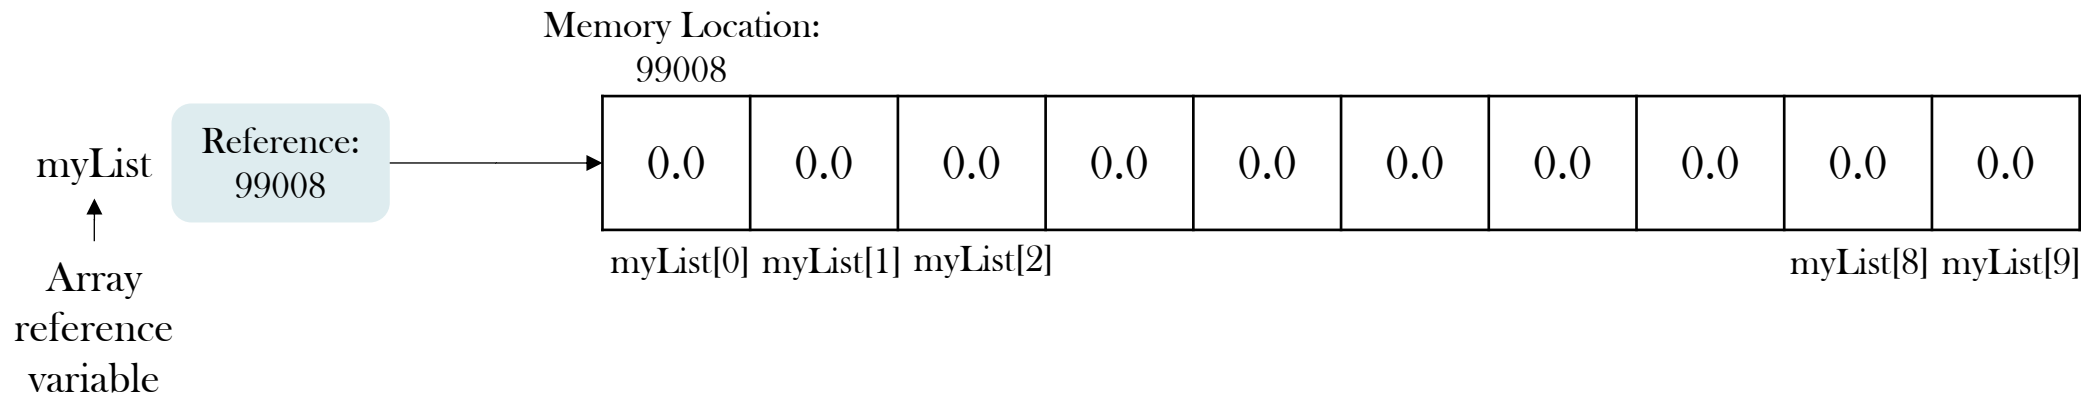 Memory Location:
99008
myList
Reference:
99008
0.0 0.0 0.0 0.0 0.0 0.0 0.0 0.0 0.0 0.0
myList[0] myList[1] myList[2] myList[8] myList[9]
Array
reference
variable